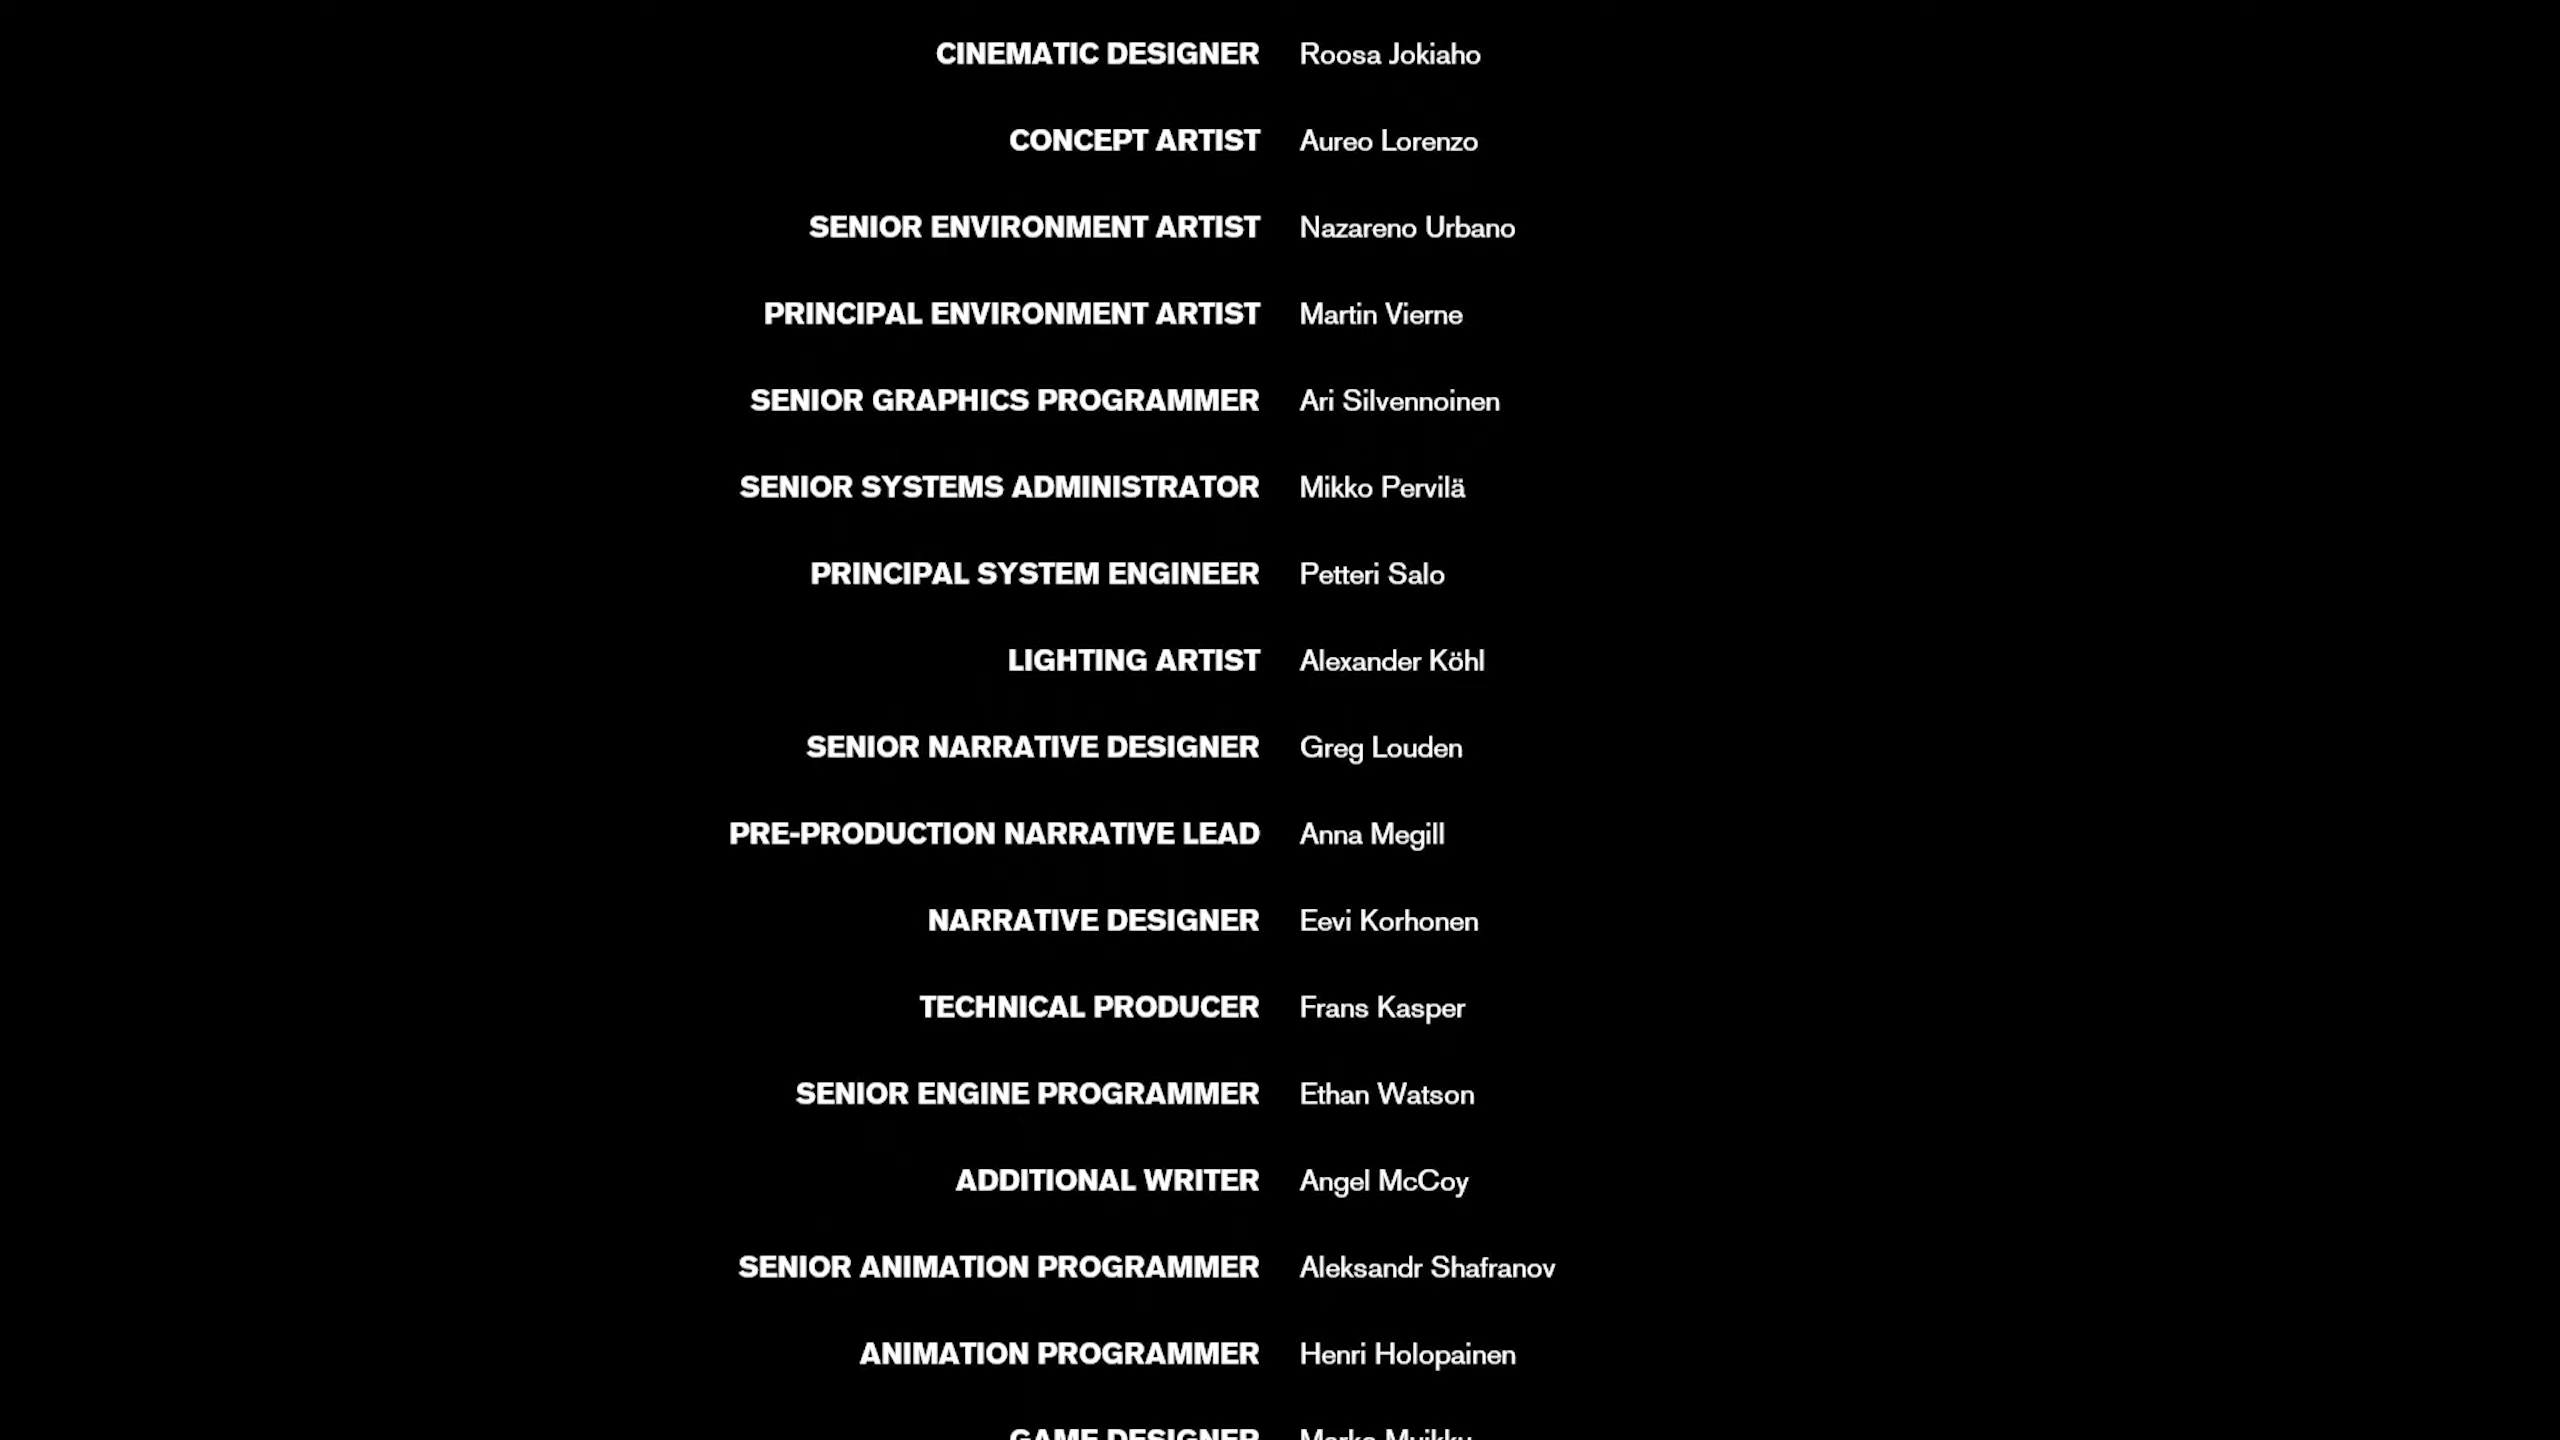 CINEMATIC DESIGNER Roosa Jokiaho
CONCEPT ARTIST Aureo Lorenzo
SENIOR ENVIRONMENT ARTIST Nazareno Urbano
PRINCIPAL ENVIRONMENT ARTIST Martin Vierne
SENIOR GRAPHICS PROGRAMMER Ari Silvennoinen
SENIOR SYSTEMS ADMINISTRATOR Mikko Pervilä
PRINCIPAL SYSTEM ENGINEER Petteri Salo
LIGHTING ARTIST Alexander Köhl
SENIOR NARRATIVE DESIGNER Greg Louden
PRE-PRODUCTION NARRATIVE LEAD Anna Megill
NARRATIVE DESIGNER Eevi Korhonen
TECHNICAL PRODUCER Frans Kasper
SENIOR ENGINE PROGRAMMER Ethan Watson
ADDITIONAL WRITER Angel McCoy
SENIOR ANIMATION PROGRAMMER Aleksandr Shafranov
ANIMATION PROGRAMMER Henri Holopainen
GAME DESIGNER